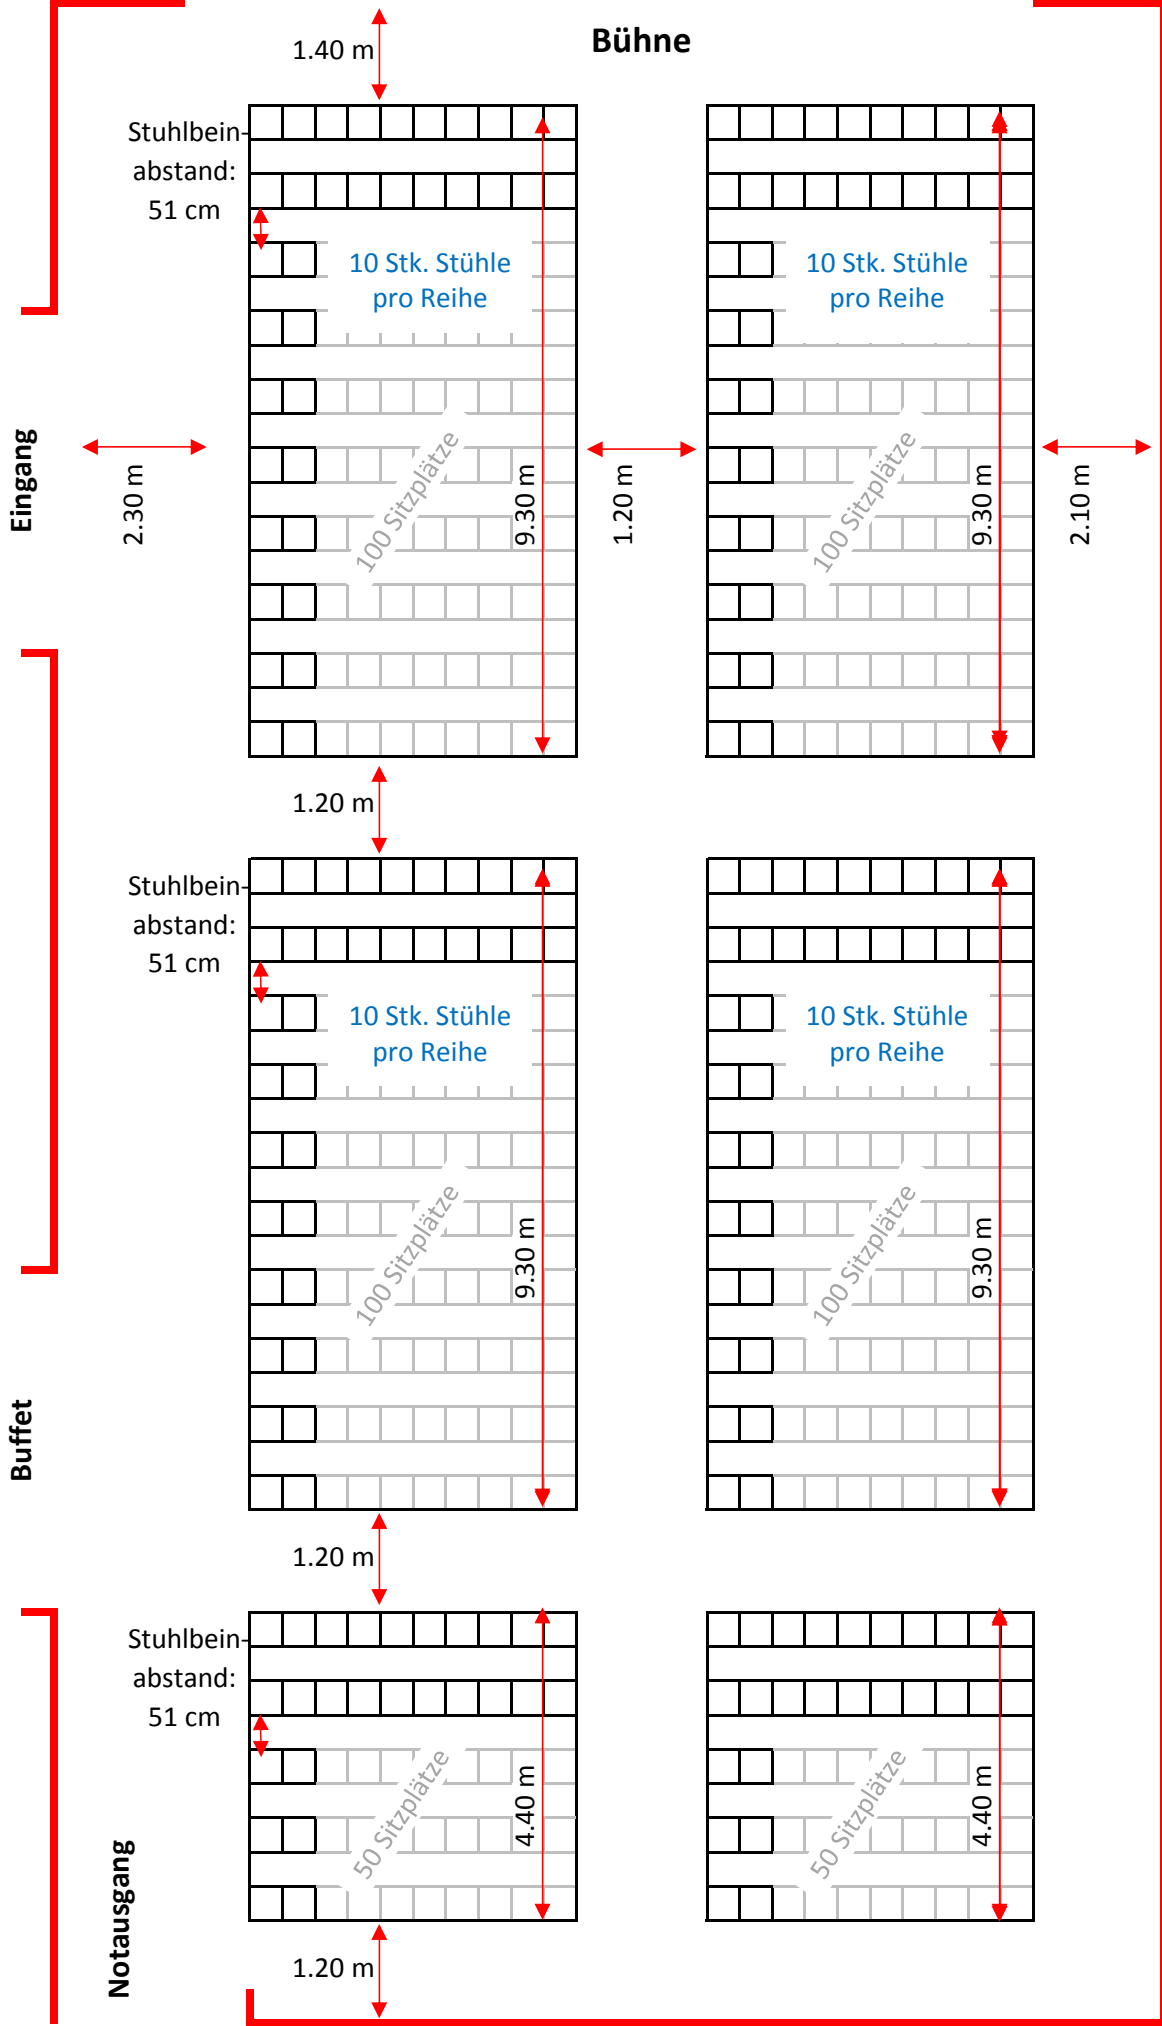 Bühne
1.40 m
Stuhlbein-
abstand:
51 cm
10 Stk. Stühle
pro Reihe
10 Stk. Stühle
pro Reihe
Eingang
2.30 m
100 Sitzplätze
9.30 m
1.20 m
100 Sitzplätze
9.30 m
2.10 m
1.20 m
Stuhlbein-
abstand:
51 cm
10 Stk. Stühle
pro Reihe
10 Stk. Stühle
pro Reihe
100 Sitzplätze
9.30 m
100 Sitzplätze
9.30 m
Buffet
1.20 m
Stuhlbein-
abstand:
51 cm
50 Sitzplätze
4.40 m
50 Sitzplätze
4.40 m
Notausgang
1.20 m